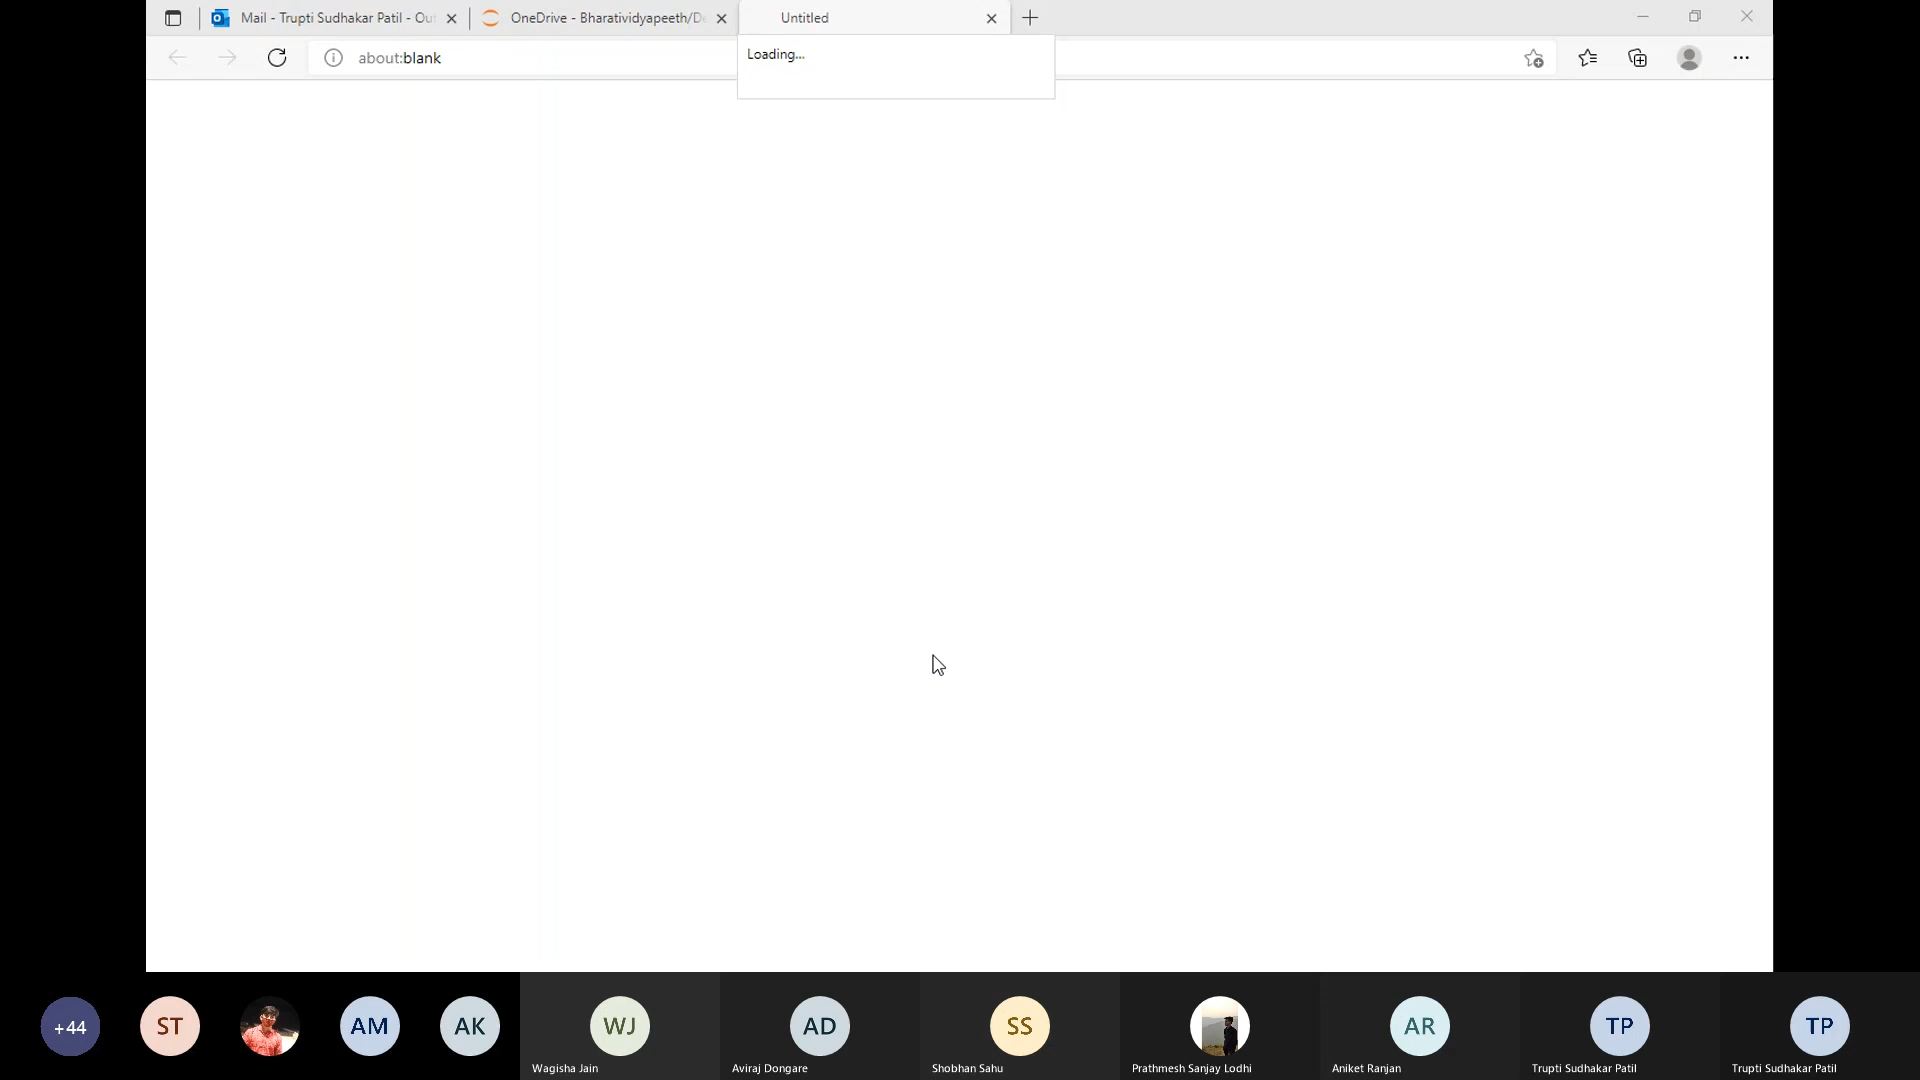 Mail - Trupti Sudhakar Patil - Ou
OneDrive - Bharatividyapeeth/De
Untitled
about:blank
Loading...
+44
ST
AM
AK
WJ
AD
SS
AR
TP
TP
Wagisha Jain
Aviraj Dongare
Shobhan Sahu
Prathmesh Sanjay Lodhi
Aniket Ranjan
Trupti Sudhakar Patil
Trupti Sudhakar Patil